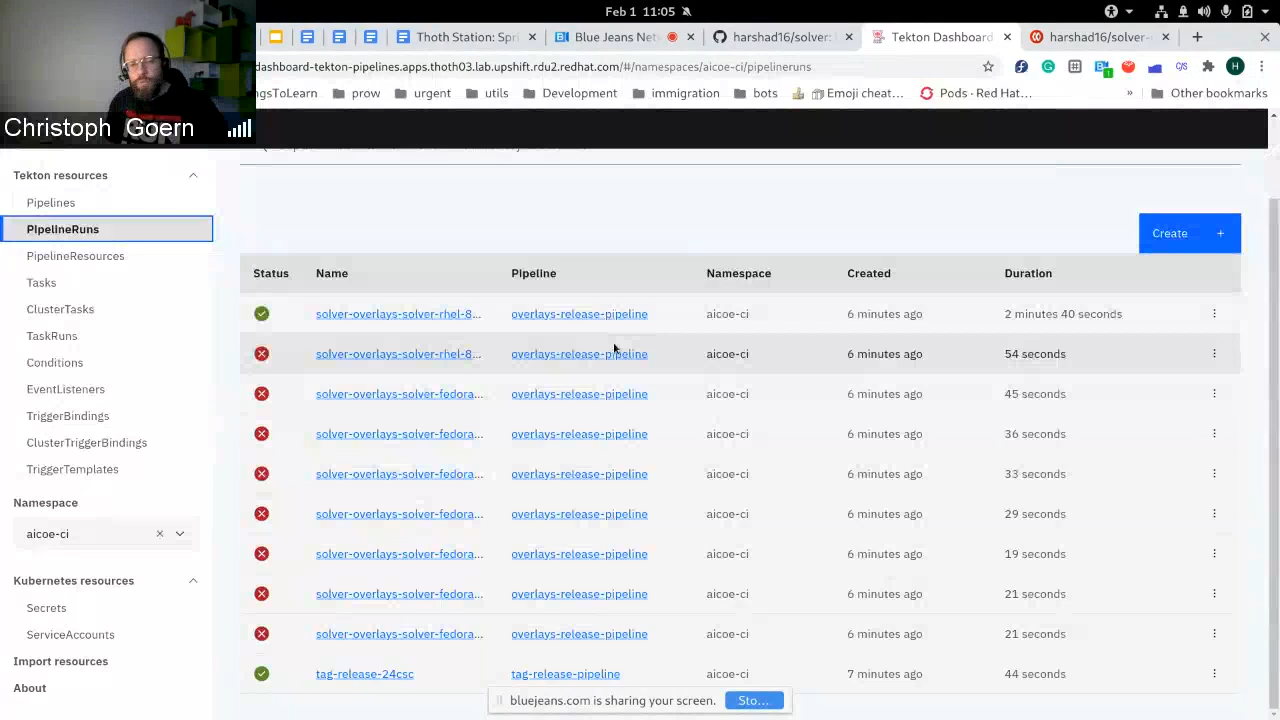 Feb 1 11:05
Thoth Station: Spri
Blue Jeans Net
harshad16/solver:
Tekton Dashboard
harshad16/solver-
dashboard-tekton-pipelines.apps.thoth03.lab.upshift.rdu2.redhat.com/#/namespaces/aicoe-ci/pipelineruns
ngsToLearn prow urgent utils Development immigration bots Emoji cheat… Pods · Red Hat… » Other bookmarks
Christoph Goern
Tekton resources
Pipelines
PipelineRuns
PipelineResources
Tasks
ClusterTasks
TaskRuns
Conditions
EventListeners
TriggerBindings
ClusterTriggerBindings
TriggerTemplates
Namespace
aicoe-ci
Kubernetes resources
Secrets
ServiceAccounts
Import resources
About
Create +
Status Name Pipeline Namespace Created Duration
solver-overlays-solver-rhel-8... overlays-release-pipeline aicoe-ci 6 minutes ago 2 minutes 40 seconds
solver-overlays-solver-rhel-8... overlays-release-pipeline aicoe-ci 6 minutes ago 54 seconds
solver-overlays-solver-fedora... overlays-release-pipeline aicoe-ci 6 minutes ago 45 seconds
solver-overlays-solver-fedora... overlays-release-pipeline aicoe-ci 6 minutes ago 36 seconds
solver-overlays-solver-fedora... overlays-release-pipeline aicoe-ci 6 minutes ago 33 seconds
solver-overlays-solver-fedora... overlays-release-pipeline aicoe-ci 6 minutes ago 29 seconds
solver-overlays-solver-fedora... overlays-release-pipeline aicoe-ci 6 minutes ago 19 seconds
solver-overlays-solver-fedora... overlays-release-pipeline aicoe-ci 6 minutes ago 21 seconds
solver-overlays-solver-fedora... overlays-release-pipeline aicoe-ci 6 minutes ago 21 seconds
tag-release-24csc tag-release-pipeline aicoe-ci 7 minutes ago 44 seconds
bluejeans.com is sharing your screen. Sto...